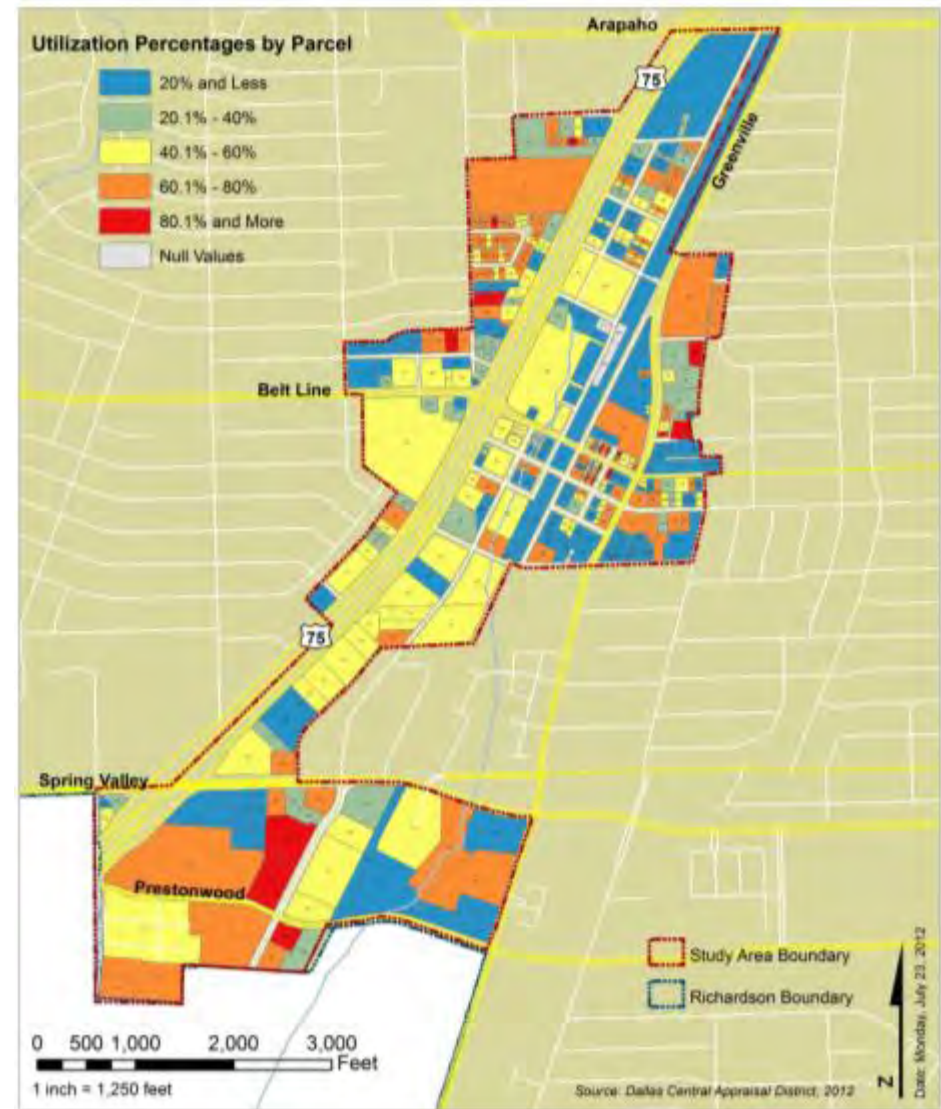 Arapaho
Utilization Percentages by Parcel
20% and Less
20.1% - 40%
40.1% - 60%
60.1% - 80%
80.1% and More
Null Values
75
Greenville
Belt Line
75
Spring Valley
Prestonwood
Study Area Boundary
Richardson Boundary
0 500 1,000 2,000 3,000
Feet
1 inch = 1,250 feet
Source: Dallas Central Appraisal District, 2012
N
Date: Monday, July 23, 2012